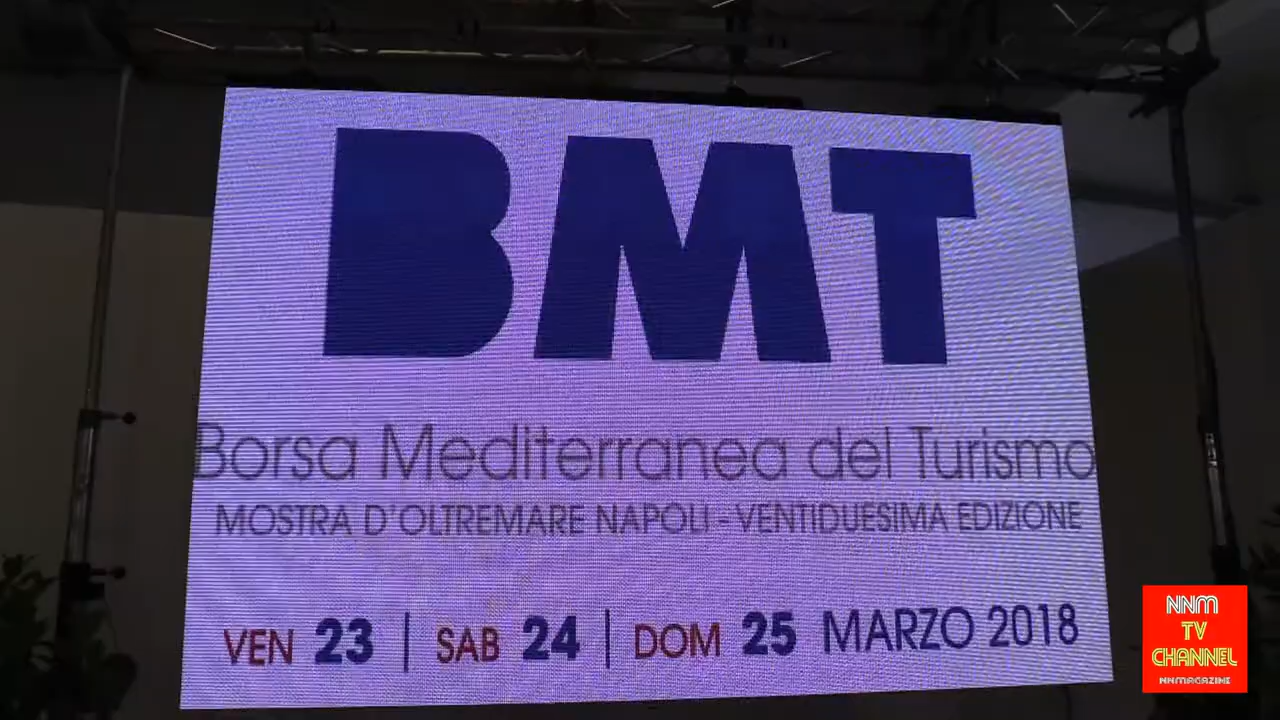 BMT
Borsa Mediterranea del Turismo
MOSTRA D'OLTREMARE NAPOLI - VENTIDUESIMA EDIZIONE
VEN 23 | SAB 24 | DOM 25 MARZO 2018
NNM
TV
CHANNEL
NNMAGAZINE